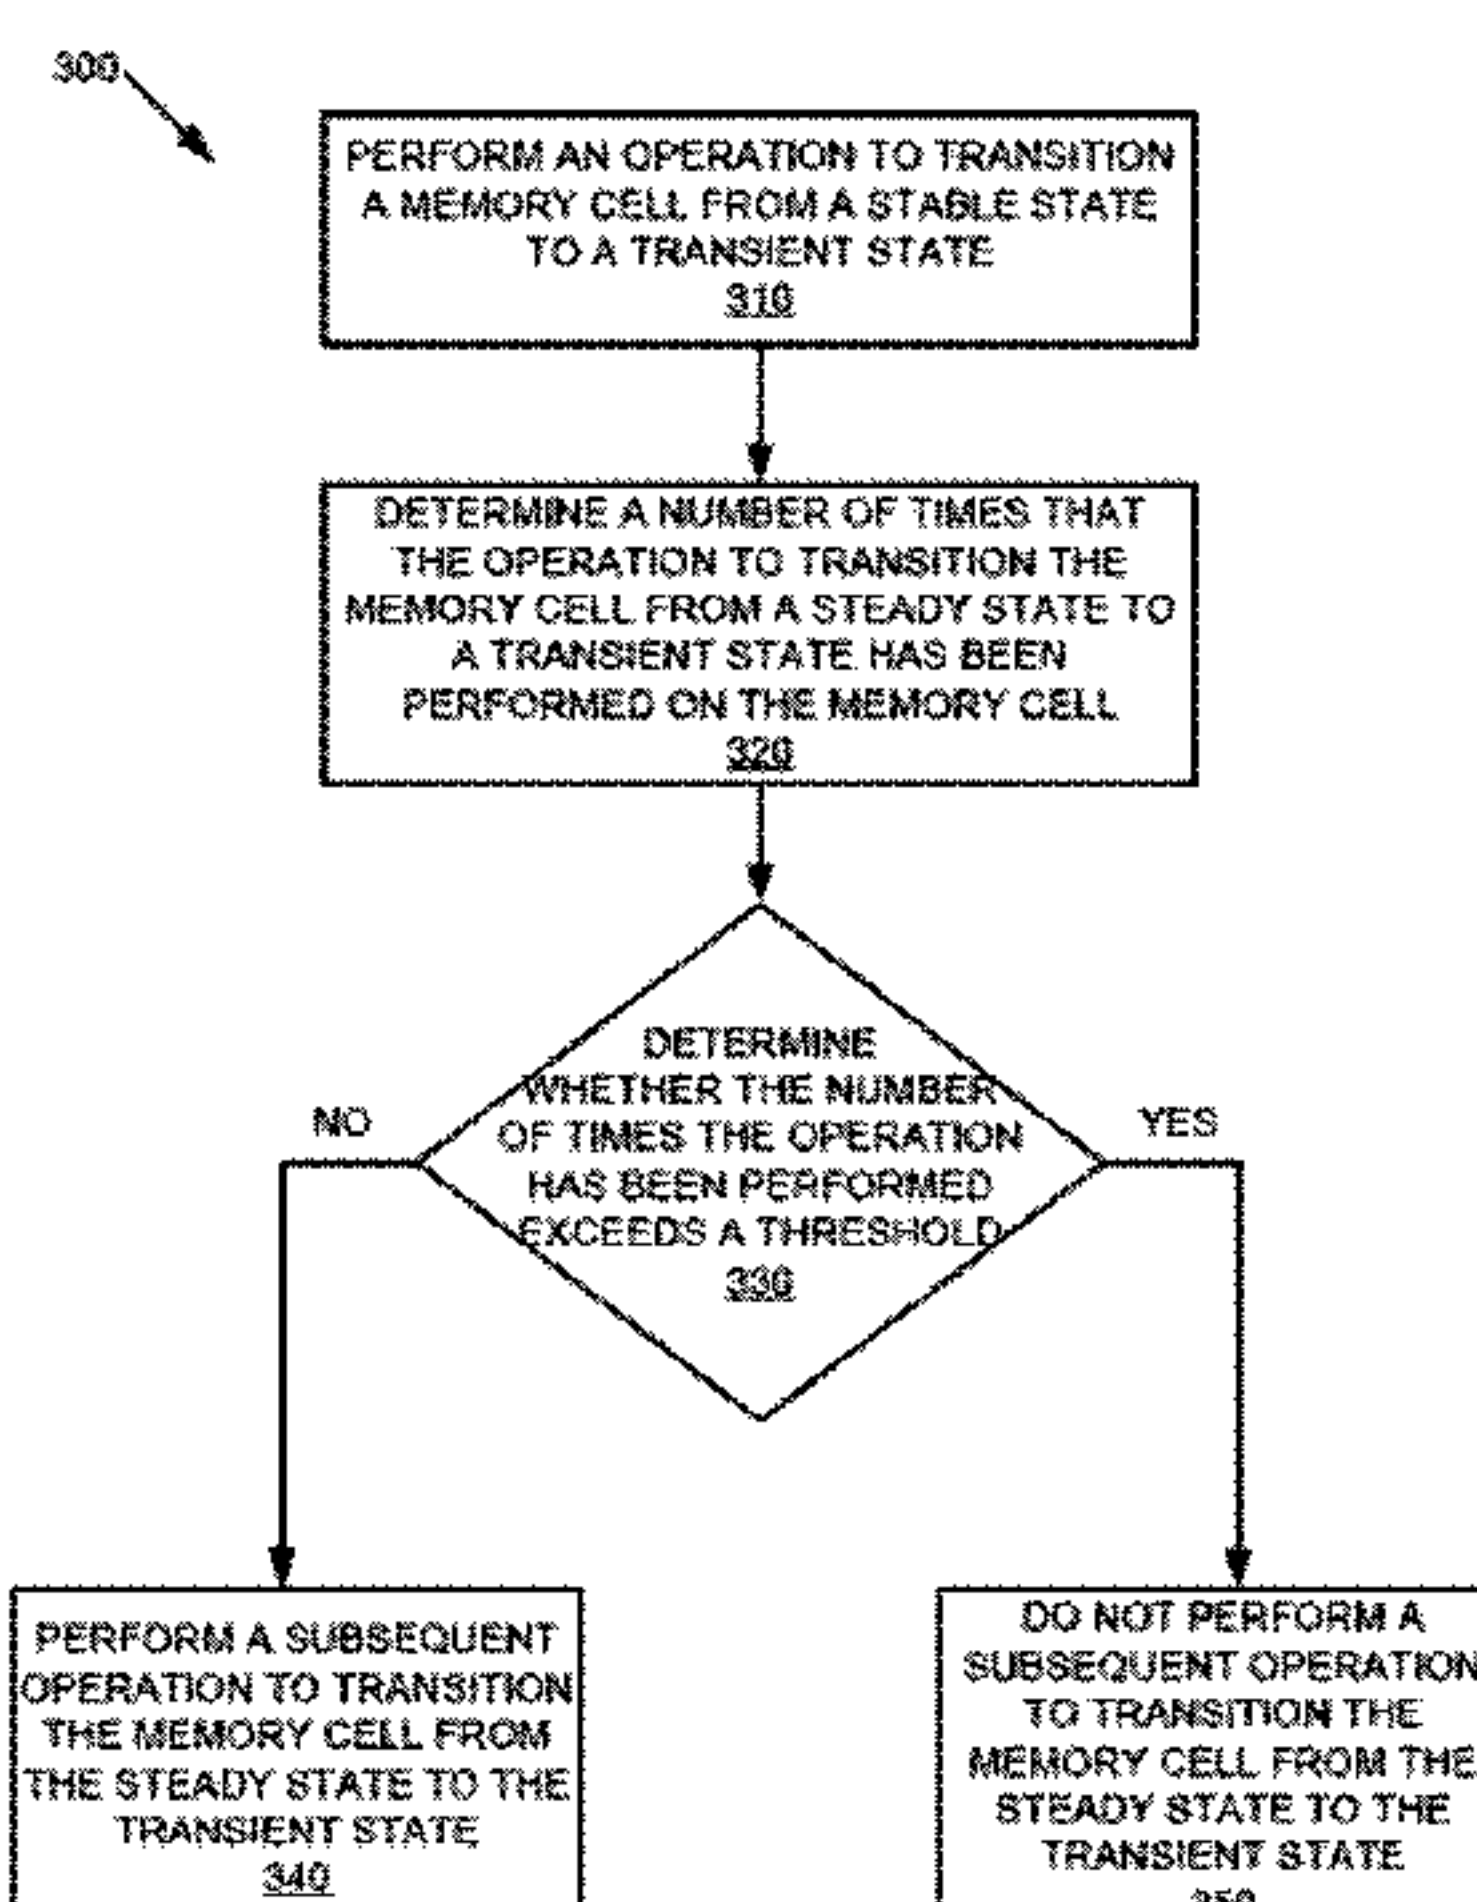 300
PERFORM AN OPERATION TO TRANSITION
A MEMORY CELL FROM A STABLE STATE
TO A TRANSIENT STATE
310
DETERMINE A NUMBER OF TIMES THAT
THE OPERATION TO TRANSITION THE
MEMORY CELL FROM A STEADY STATE TO
A TRANSIENT STATE HAS BEEN
PERFORMED ON THE MEMORY CELL
320
DETERMINE
WHETHER THE NUMBER
OF TIMES THE OPERATION
HAS BEEN PERFORMED
EXCEEDS A THRESHOLD
330
NO
YES
PERFORM A SUBSEQUENT
OPERATION TO TRANSITION
THE MEMORY CELL FROM
THE STEADY STATE TO THE
TRANSIENT STATE
340
DO NOT PERFORM A
SUBSEQUENT OPERATION
TO TRANSITION THE
MEMORY CELL FROM THE
STEADY STATE TO THE
TRANSIENT STATE
350